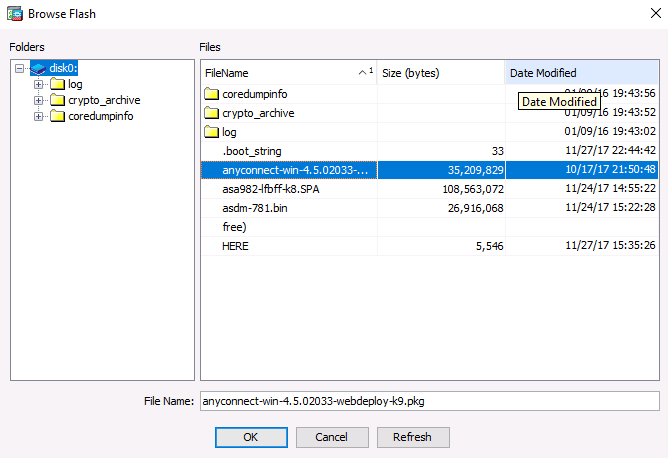 Browse Flash
Folders
disk0:
log
crypto_archive
coredumpinfo
Files
FileName 1 Size (bytes) Date Modified
coredumpinfo 01/09/16 19:43:56
Date Modified
crypto_archive 01/09/16 19:43:52
log 01/09/16 19:43:02
.boot_string 33 11/27/17 22:44:42
anyconnect-win-4.5.02033-... 35,209,829 10/17/17 21:50:48
asa982-lfbff-k8.SPA 108,563,072 11/24/17 14:55:22
asdm-781.bin 26,916,068 11/24/17 15:22:28
free)
HERE 5,546 11/27/17 15:35:26
File Name: anyconnect-win-4.5.02033-webdeploy-k9.pkg
OK Cancel Refresh